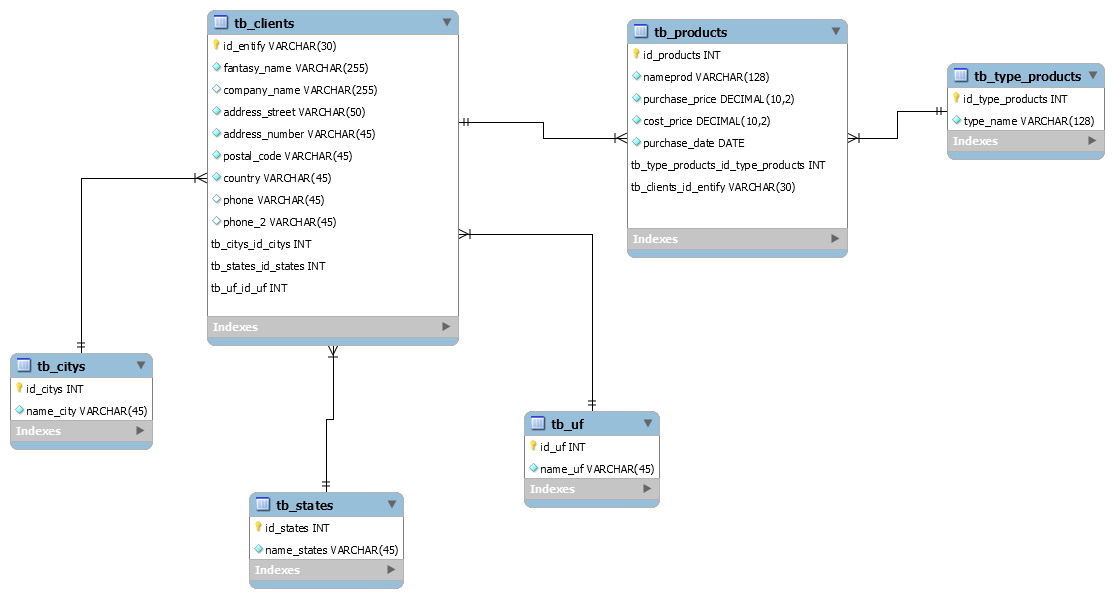 tb_clients
id_entify VARCHAR(30)
fantasy_name VARCHAR(255)
company_name VARCHAR(255)
address_street VARCHAR(50)
address_number VARCHAR(45)
postal_code VARCHAR(45)
country VARCHAR(45)
phone VARCHAR(45)
phone_2 VARCHAR(45)
tb_citys_id_citys INT
tb_states_id_states INT
tb_uf_id_uf INT
Indexes
tb_products
id_products INT
nameprod VARCHAR(128)
purchase_price DECIMAL(10,2)
cost_price DECIMAL(10,2)
purchase_date DATE
tb_type_products_id_type_products INT
tb_clients_id_entify VARCHAR(30)
Indexes
tb_type_products
id_type_products INT
type_name VARCHAR(128)
Indexes
tb_citys
id_citys INT
name_city VARCHAR(45)
Indexes
tb_uf
id_uf INT
name_uf VARCHAR(45)
Indexes
tb_states
id_states INT
name_states VARCHAR(45)
Indexes